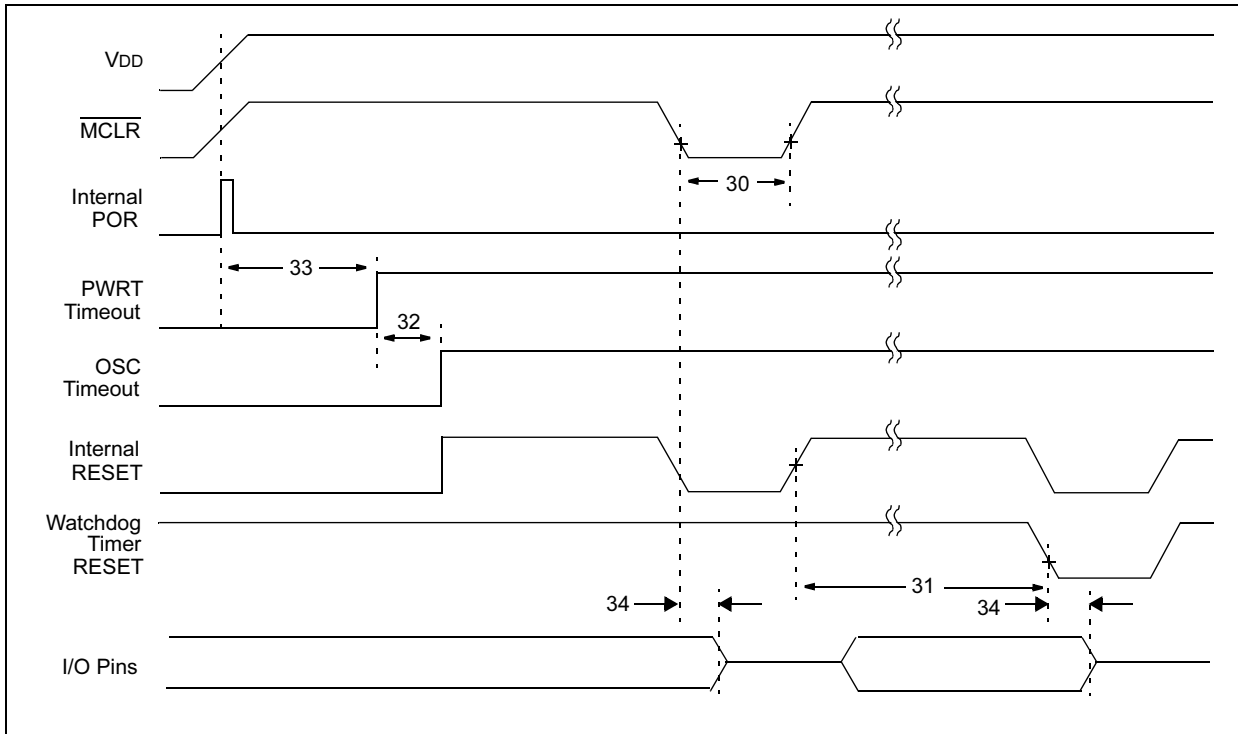 VDD
MCLR
30
Internal
POR
33
PWRT
Timeout
32
OSC
Timeout
Internal
RESET
Watchdog
Timer
RESET
31
34
34
I/O Pins